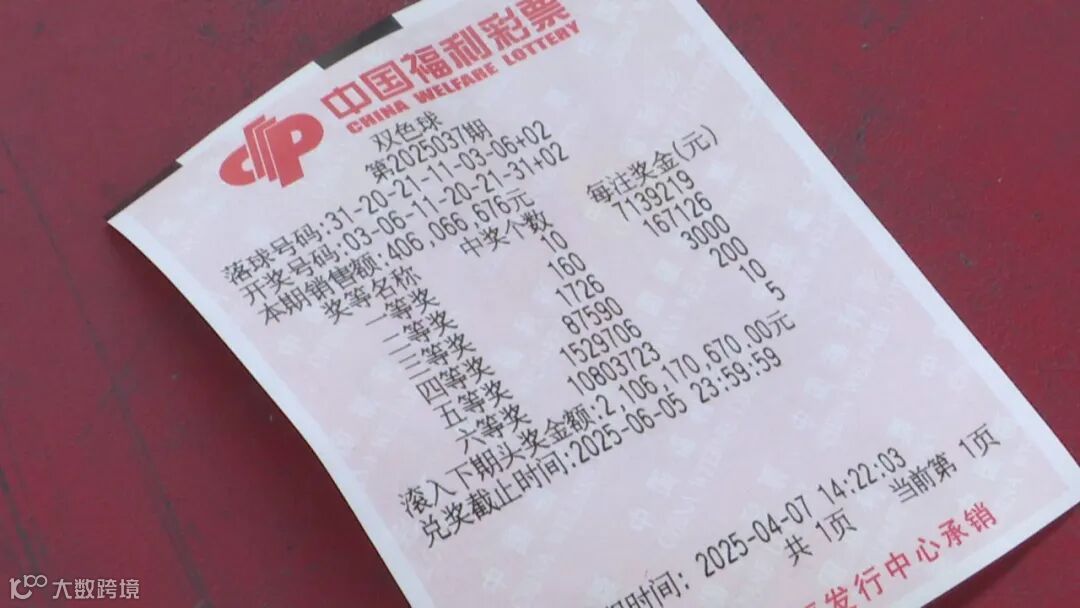 中国福利彩票
CHINA WELFARE LOTTERY
双色球
第2025037期
落球号码:31-20-21-11-03-06+02
开奖号码:03-06-11-20-21-31+02
本期销售额:406,066,676元
奖等名称 中奖个数 每注奖金(元)
一等奖 10 7139219
二等奖 160 167126
三等奖 1726 3000
四等奖 87590 200
五等奖 1529706 10
六等奖 10803723 5
滚入下期头奖金额:2,106,170,670.00元
兑奖截止时间:2025-06-05 23:59:59
时间: 2025-04-07 14:22:03
共 1页 当前第 1页
发行中心承销
大数跨境